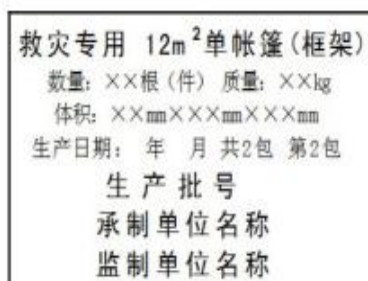 救灾专用 12m²单帐篷(框架)
数量: ××根(件) 质量: ××kg
体积: ××mm×××mm×××mm
生产日期: 年 月 共2包 第2包
生产批号
承制单位名称
监制单位名称